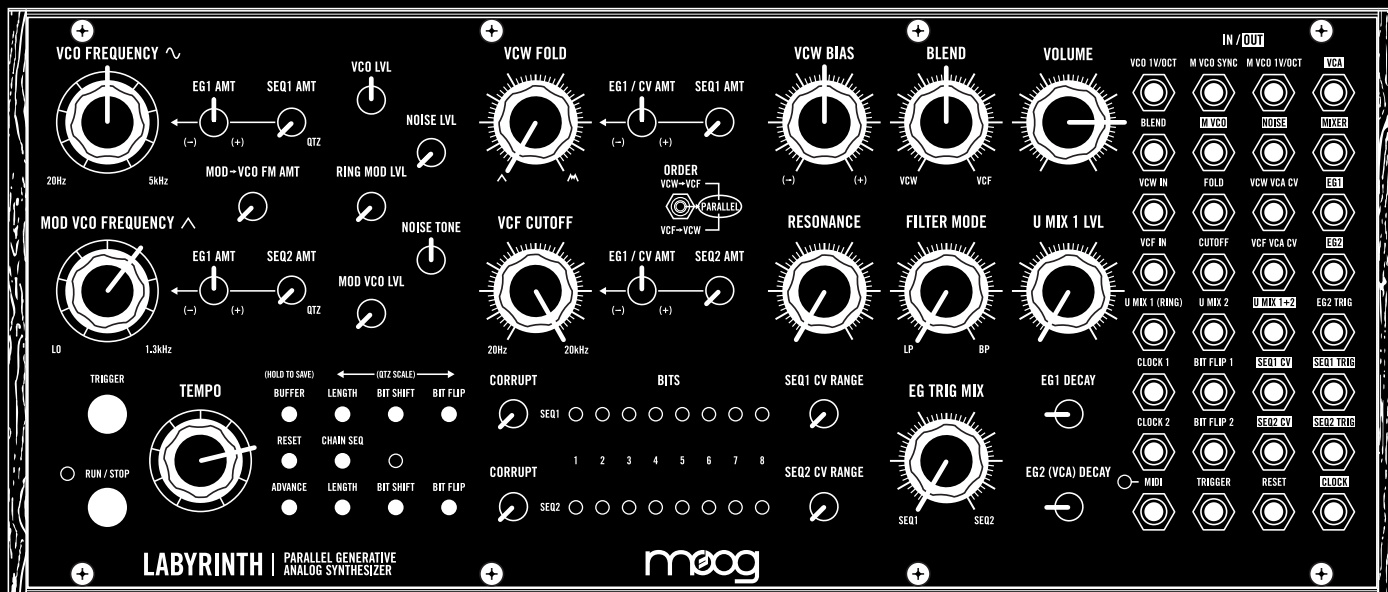 IN / OUT
VCO FREQUENCY
VCO LVL
VCW FOLD
VCW BIAS
BLEND
VOLUME
VCO 1V/OCT
M VCO SYNC
M VCO 1V/OCT
VCA
EG1 AMT
SEQ1 AMT
EG1 / CV AMT
SEQ1 AMT
NOISE LVL
BLEND
M VCO
NOISE
MIXER
(–)
(+)
QTZ
(–)
(+)
20Hz
5kHz
MOD→VCO FM AMT
RING MOD LVL
ORDER
VCW→VCF
PARALLEL
VCF→VCW
(–)
(+)
VCW
VCF
VCW IN
FOLD
VCW VCA CV
EG1
MOD VCO FREQUENCY
NOISE TONE
VCF CUTOFF
RESONANCE
FILTER MODE
U MIX 1 LVL
VCF IN
CUTOFF
VCF VCA CV
EG2
EG1 AMT
SEQ2 AMT
EG1 / CV AMT
SEQ2 AMT
MOD VCO LVL
(–)
(+)
QTZ
(–)
(+)
U MIX 1 (RING)
U MIX 2
U MIX 1+2
EG2 TRIG
LO
1.3kHz
20Hz
20kHz
LP
BP
CLOCK 1
BIT FLIP 1
SEQ1 CV
SEQ1 TRIG
TRIGGER
TEMPO
(HOLD TO SAVE)
(QTZ SCALE)
BUFFER
LENGTH
BIT SHIFT
BIT FLIP
CORRUPT
BITS
SEQ1 CV RANGE
EG TRIG MIX
EG1 DECAY
SEQ1
CLOCK 2
BIT FLIP 2
SEQ2 CV
SEQ2 TRIG
RESET
CHAIN SEQ
1 2 3 4 5 6 7 8
RUN / STOP
ADVANCE
LENGTH
BIT SHIFT
BIT FLIP
CORRUPT
SEQ2 CV RANGE
EG2 (VCA) DECAY
MIDI
TRIGGER
RESET
CLOCK
SEQ2
SEQ1
SEQ2
LABYRINTH
PARALLEL GENERATIVE
ANALOG SYNTHESIZER
moog